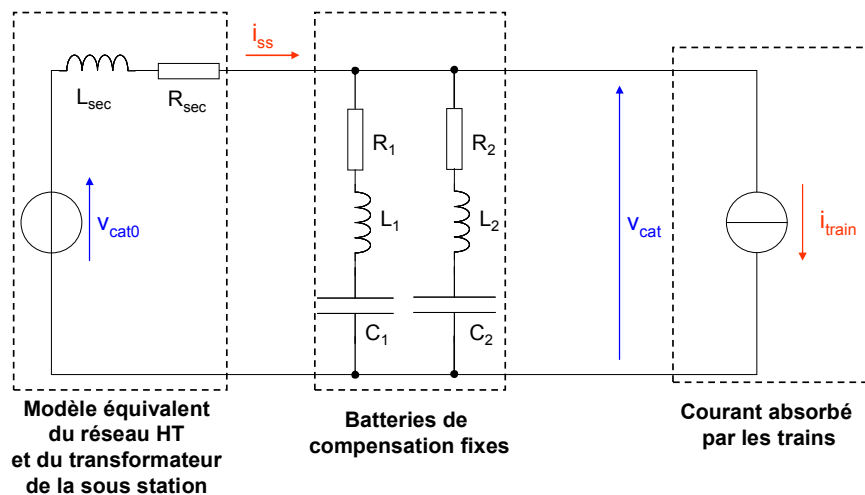 i_ss
L_sec
R_sec
R_1
R_2
L_1
L_2
C_1
C_2
v_cat0
v_cat
i_train
Modèle équivalent
du réseau HT
et du transformateur
de la sous station
Batteries de
compensation fixes
Courant absorbé
par les trains